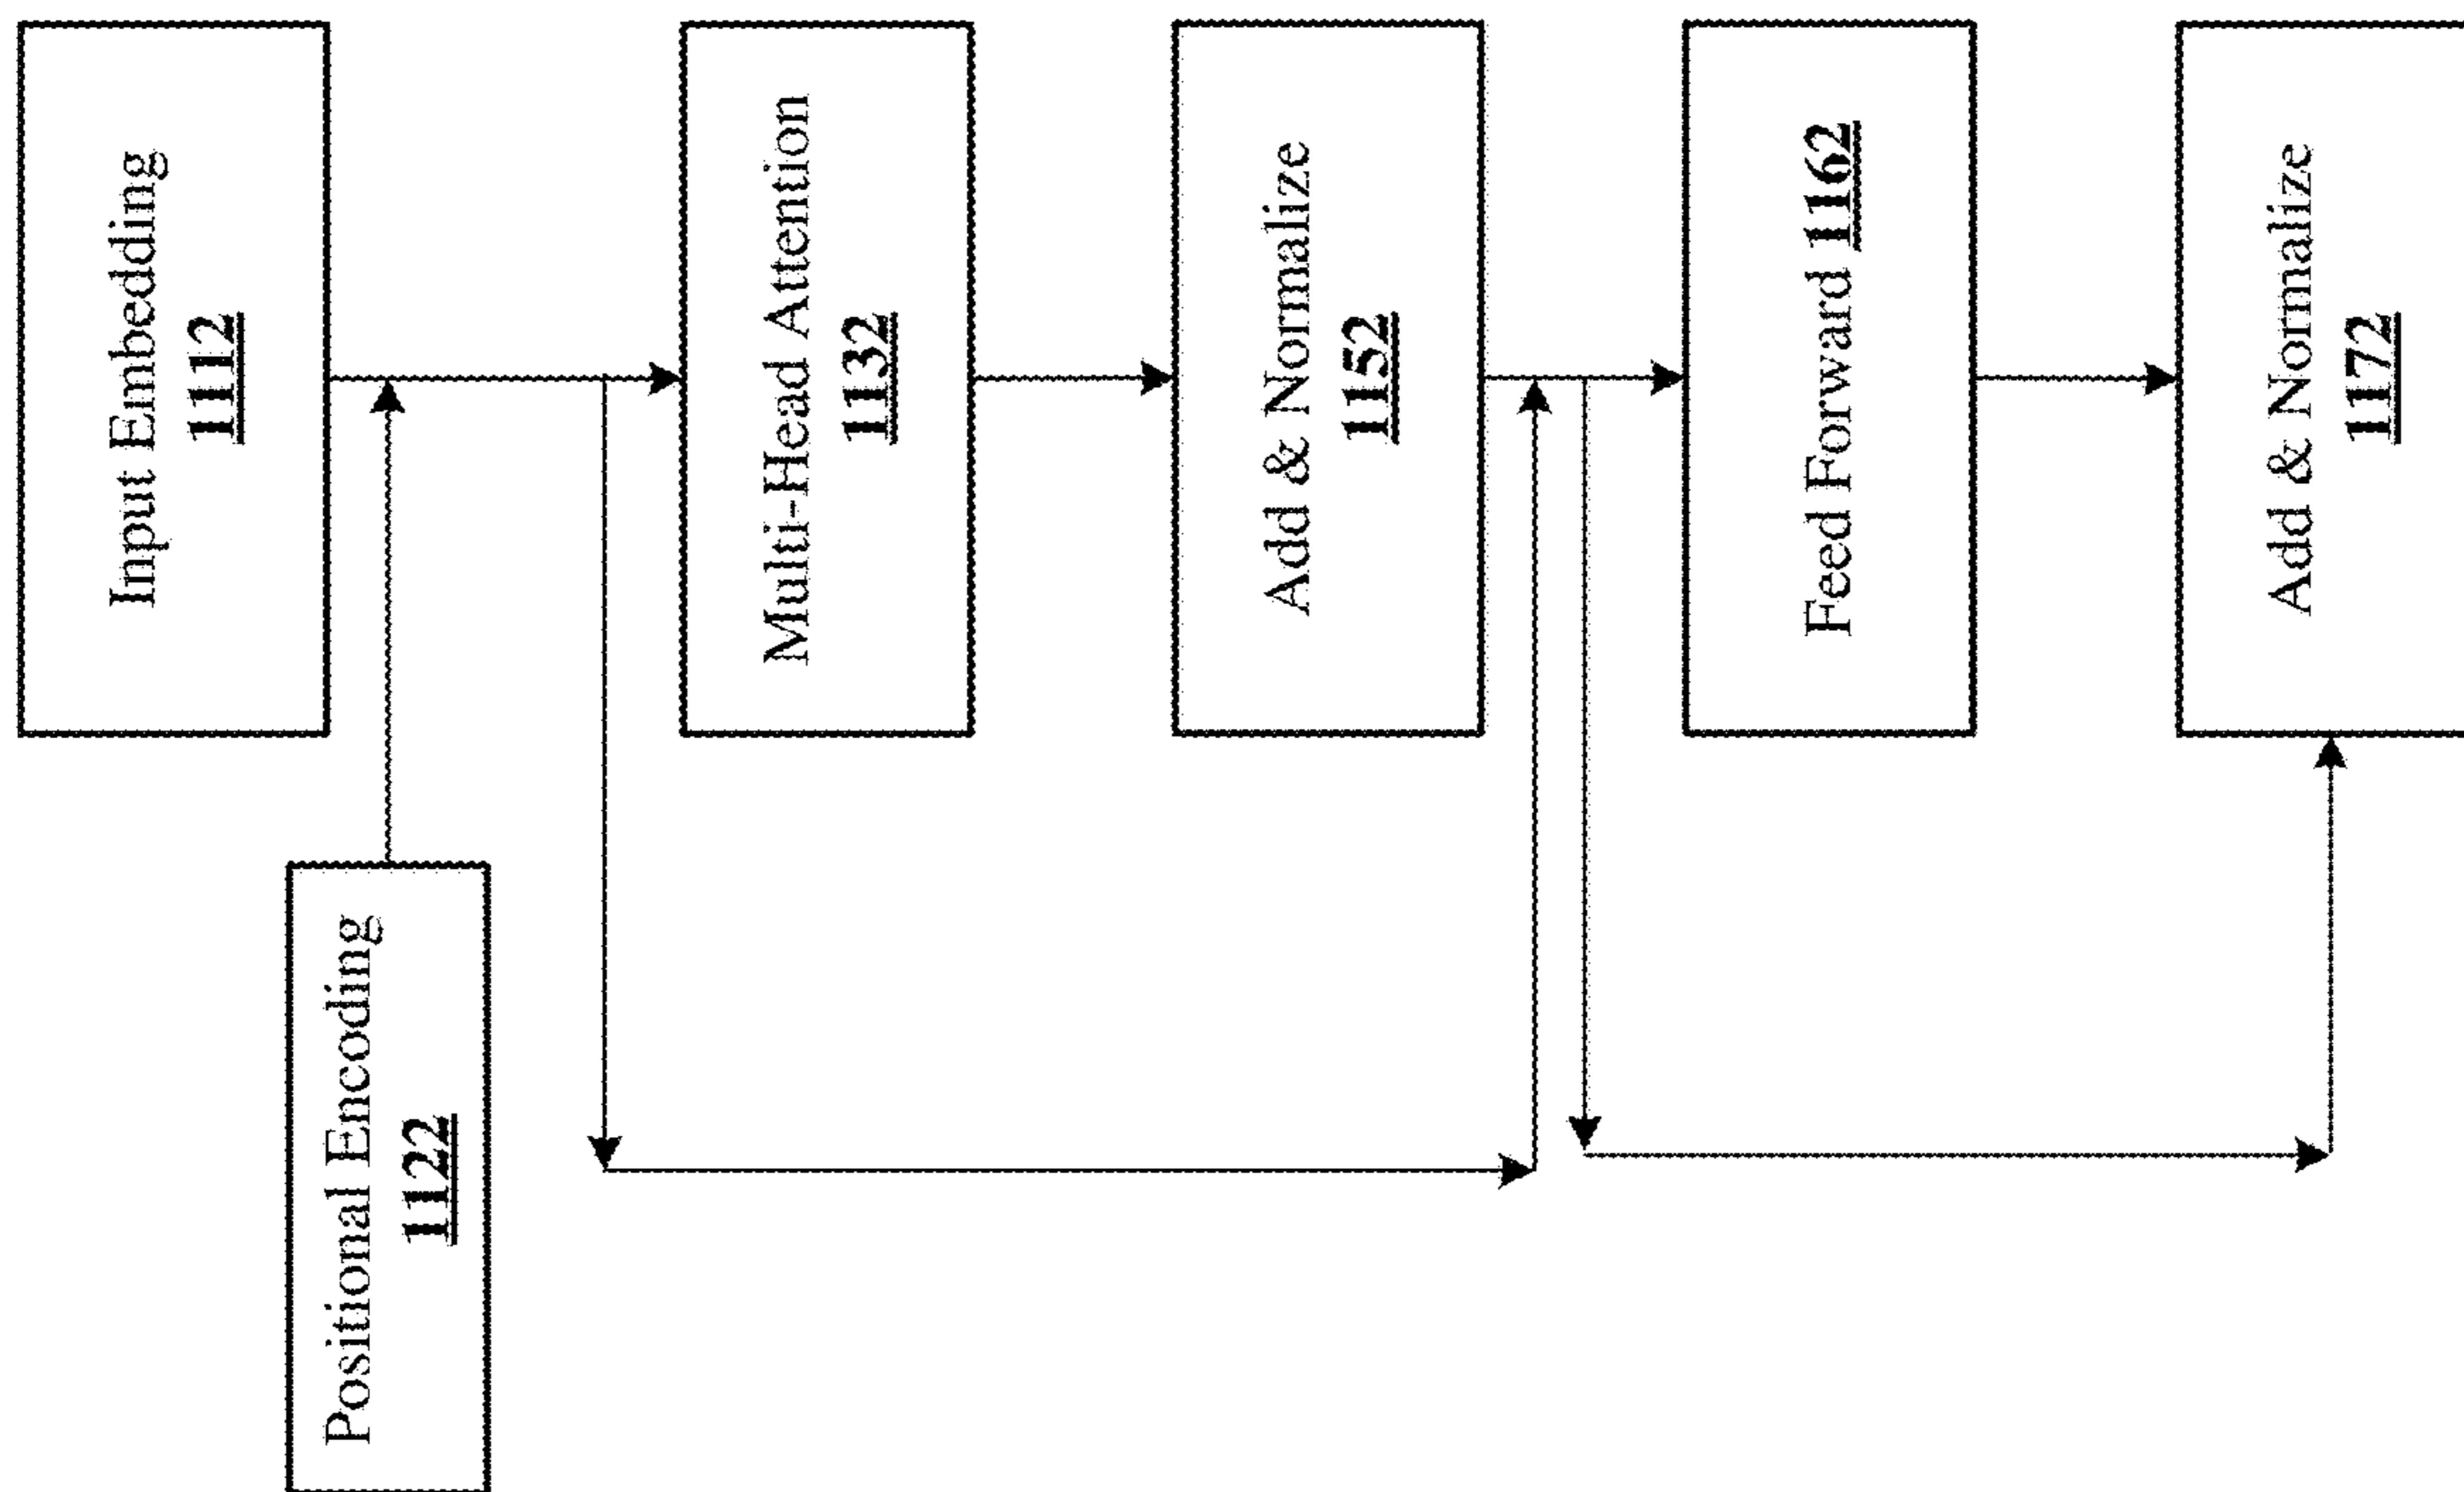 Input Embedding
1112
Positional Encoding
1122
Multi-Head Attention
1132
Add & Normalize
1152
Feed Forward 1162
Add & Normalize
1172